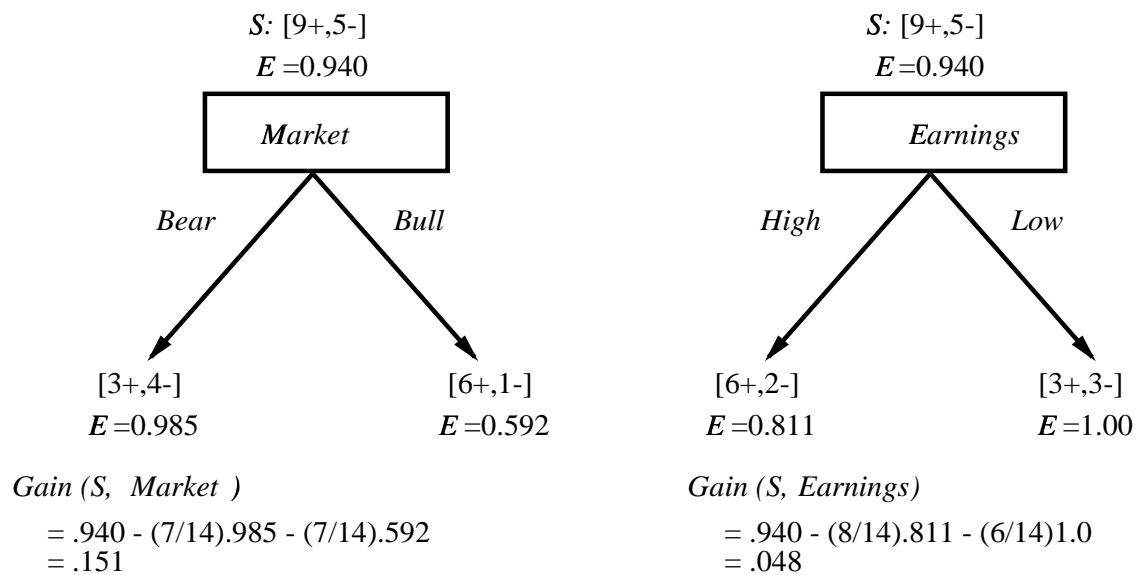 S: [9+,5-]
E =0.940
Market
Bear
Bull
[3+,4-]
E =0.985
[6+,1-]
E =0.592
Gain (S, Market )
= .940 - (7/14).985 - (7/14).592
= .151
S: [9+,5-]
E =0.940
Earnings
High
Low
[6+,2-]
E =0.811
[3+,3-]
E =1.00
Gain (S, Earnings)
= .940 - (8/14).811 - (6/14)1.0
= .048